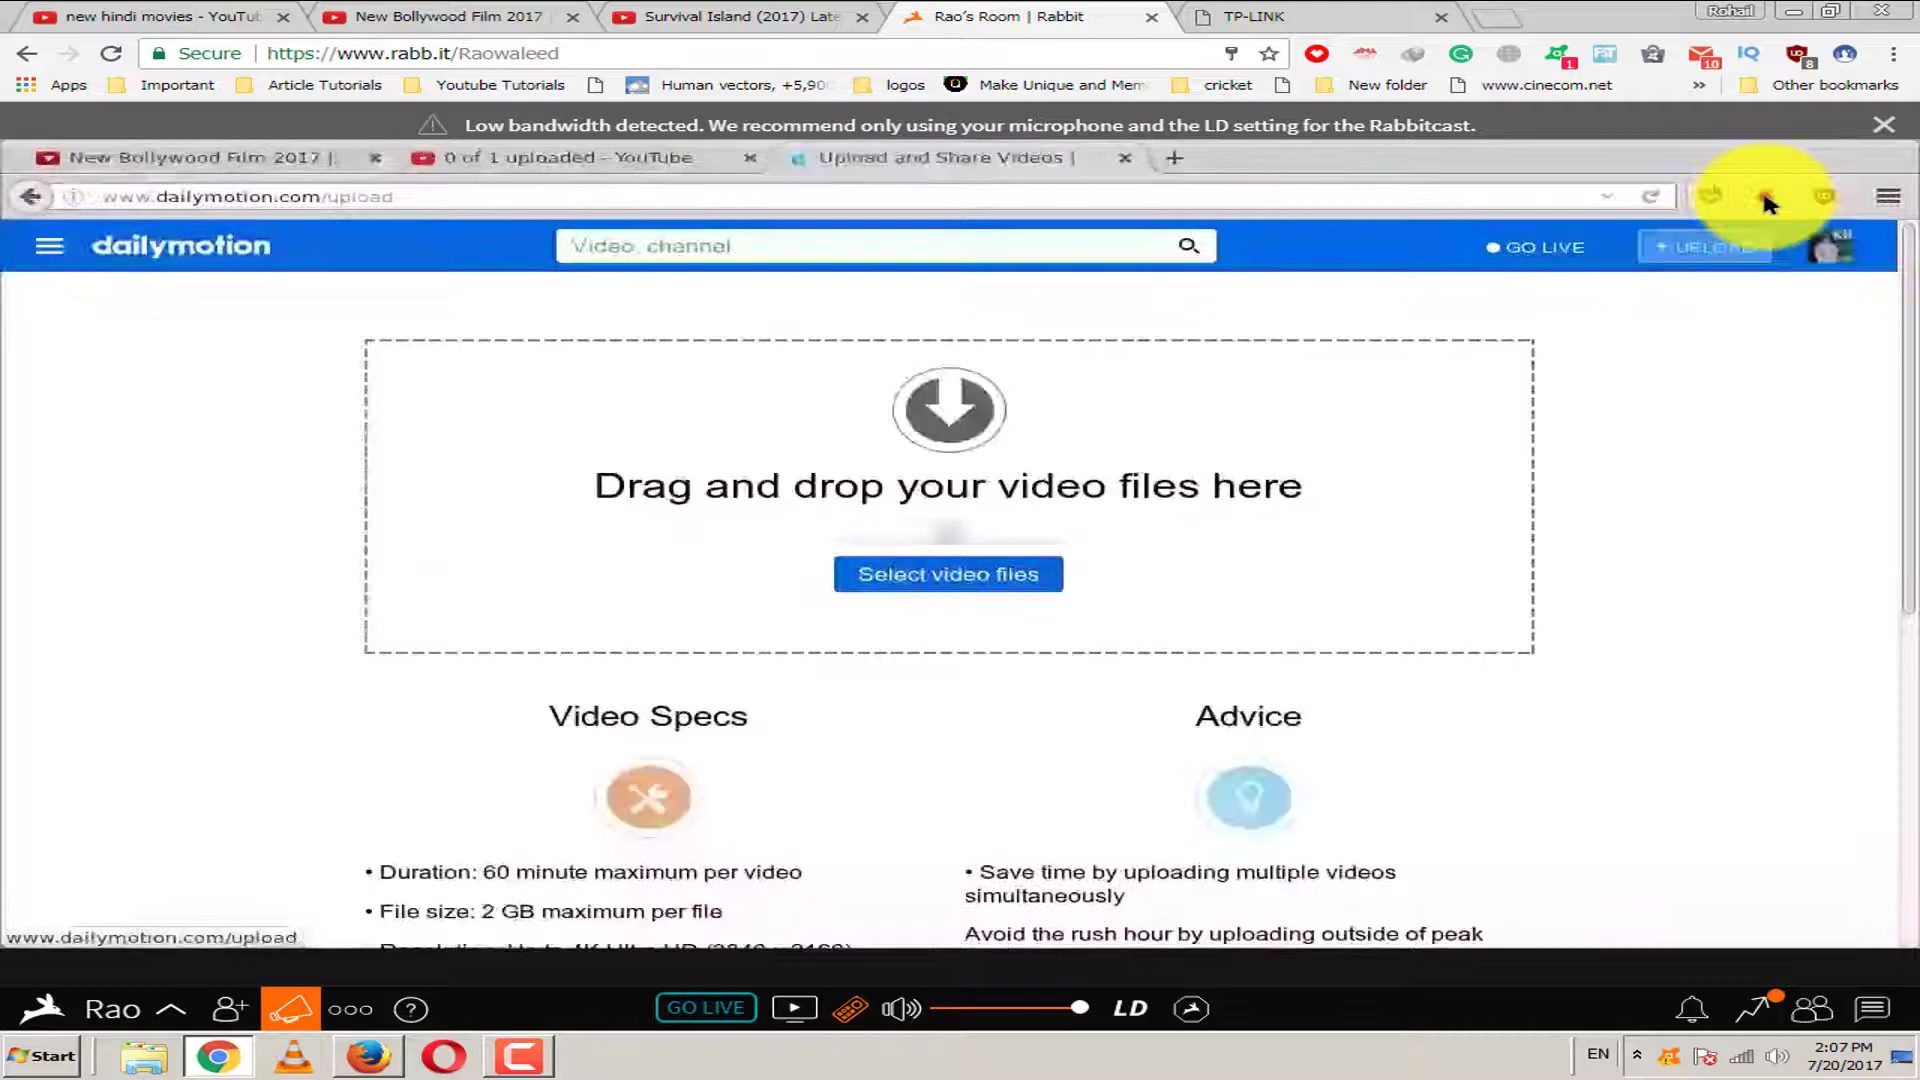 new hindi movies - YouTu
New Bollywood Film 2017
Survival Island (2017) Late
Rao's Room | Rabbit
TP-LINK
Rohail
Secure
https://www.rabb.it/Raowaleed
1
10
8
Apps
Important
Article Tutorials
Youtube Tutorials
Human vectors, +5,90
logos
Make Unique and Mem
cricket
New folder
www.cinecom.net
»
Other bookmarks
Low bandwidth detected. We recommend only using your microphone and the LD setting for the Rabbitcast.
New Bollywood Film 2017 |
0 of 1 uploaded - YouTube
Upload and Share Videos |
www.dailymotion.com/upload
dailymotion
Video, channel
GO LIVE
+ UPLOAD
Drag and drop your video files here
Select video files
Video Specs
Advice
• Duration: 60 minute maximum per video
• File size: 2 GB maximum per file
• Save time by uploading multiple videos
simultaneously
Avoid the rush hour by uploading outside of peak
www.dailymotion.com/upload
Rao
GO LIVE
LD
Start
EN
2:07 PM
7/20/2017